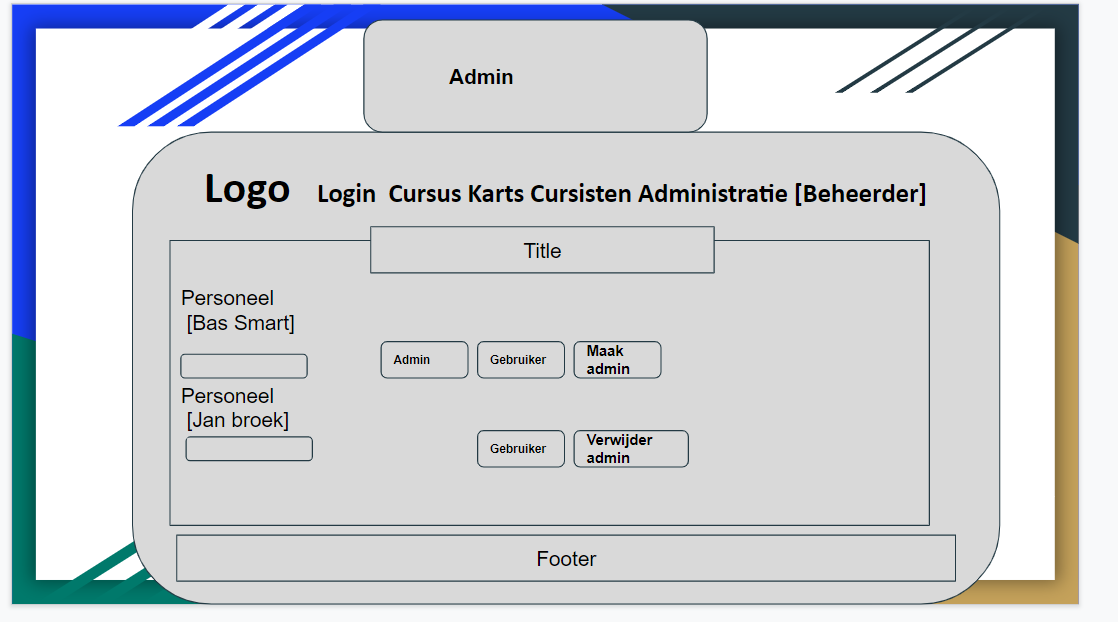 Admin
Logo Login Cursus Karts Cursisten Administratie [Beheerder]
Title
Personeel
[Bas Smart]
Admin
Gebruiker
Maak
admin
Personeel
[Jan broek]
Gebruiker
Verwijder
admin
Footer